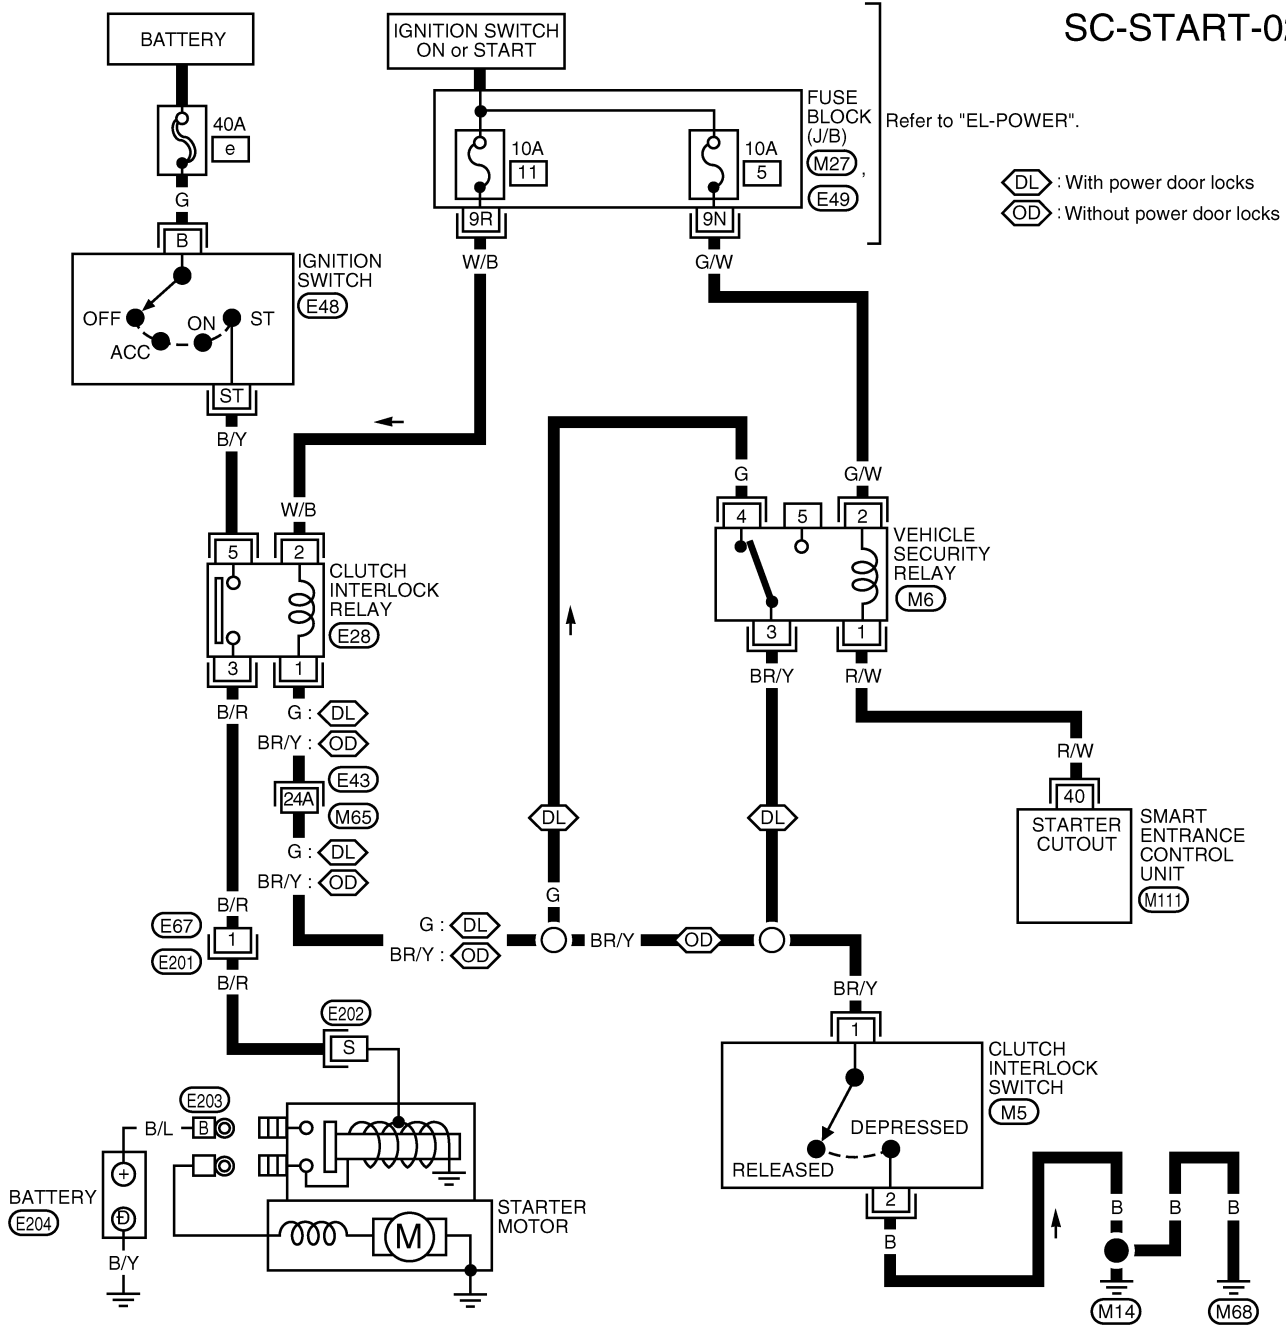 SC-START-02
BATTERY
IGNITION SWITCH
ON or START
40A
e
G
B
10A
11
10A
5
FUSE
BLOCK
(J/B)
M27 ,
E49
Refer to "EL-POWER".
DL : With power door locks
OD : Without power door locks
9R
9N
W/B
G/W
IGNITION
SWITCH
E48
OFF
ACC
ON
ST
ST
B/Y
W/B
G
G/W
5
2
CLUTCH
INTERLOCK
RELAY
E28
3
1
4
5
2
VEHICLE
SECURITY
RELAY
M6
3
1
BR/Y
R/W
B/R
G : DL
BR/Y : OD
E43
24A
M65
G : DL
BR/Y : OD
DL
DL
R/W
40
STARTER
CUTOUT
SMART
ENTRANCE
CONTROL
UNIT
M111
B/R
E67
1
E201
B/R
G
G : DL
BR/Y : OD
BR/Y
OD
BR/Y
E202
S
1
CLUTCH
INTERLOCK
SWITCH
M5
DEPRESSED
RELEASED
2
B
E203
B/L
B
BATTERY
E204
+
B/Y
STARTER
MOTOR
M
B
B
B
M14
M68